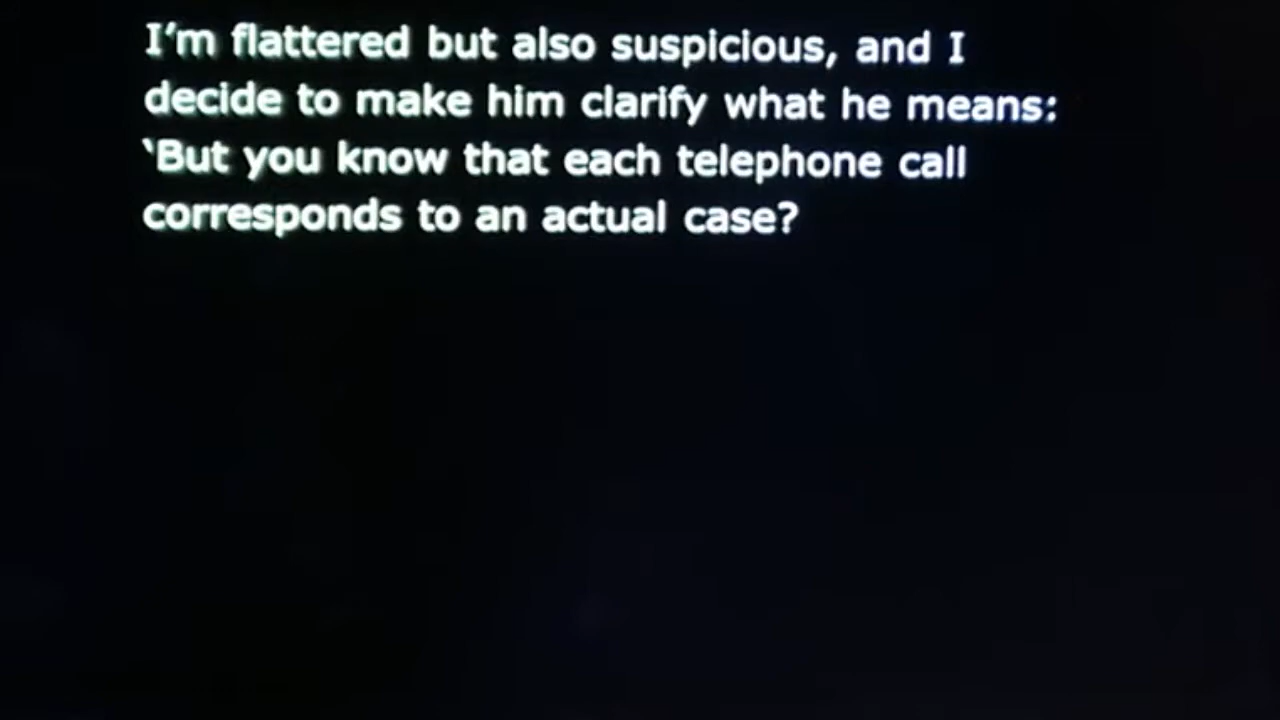 I’m flattered but also suspicious, and I
decide to make him clarify what he means:
‘But you know that each telephone call
corresponds to an actual case?